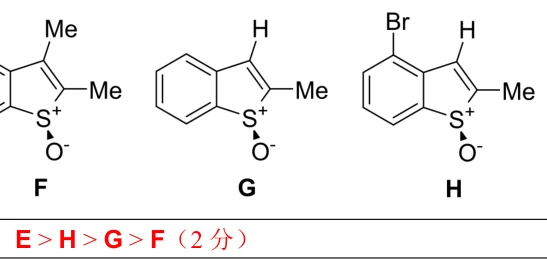 Me H Br H
Me Me Me
S+ S+ S+
O- O- O-
F G H
E > H > G > F（2 分）